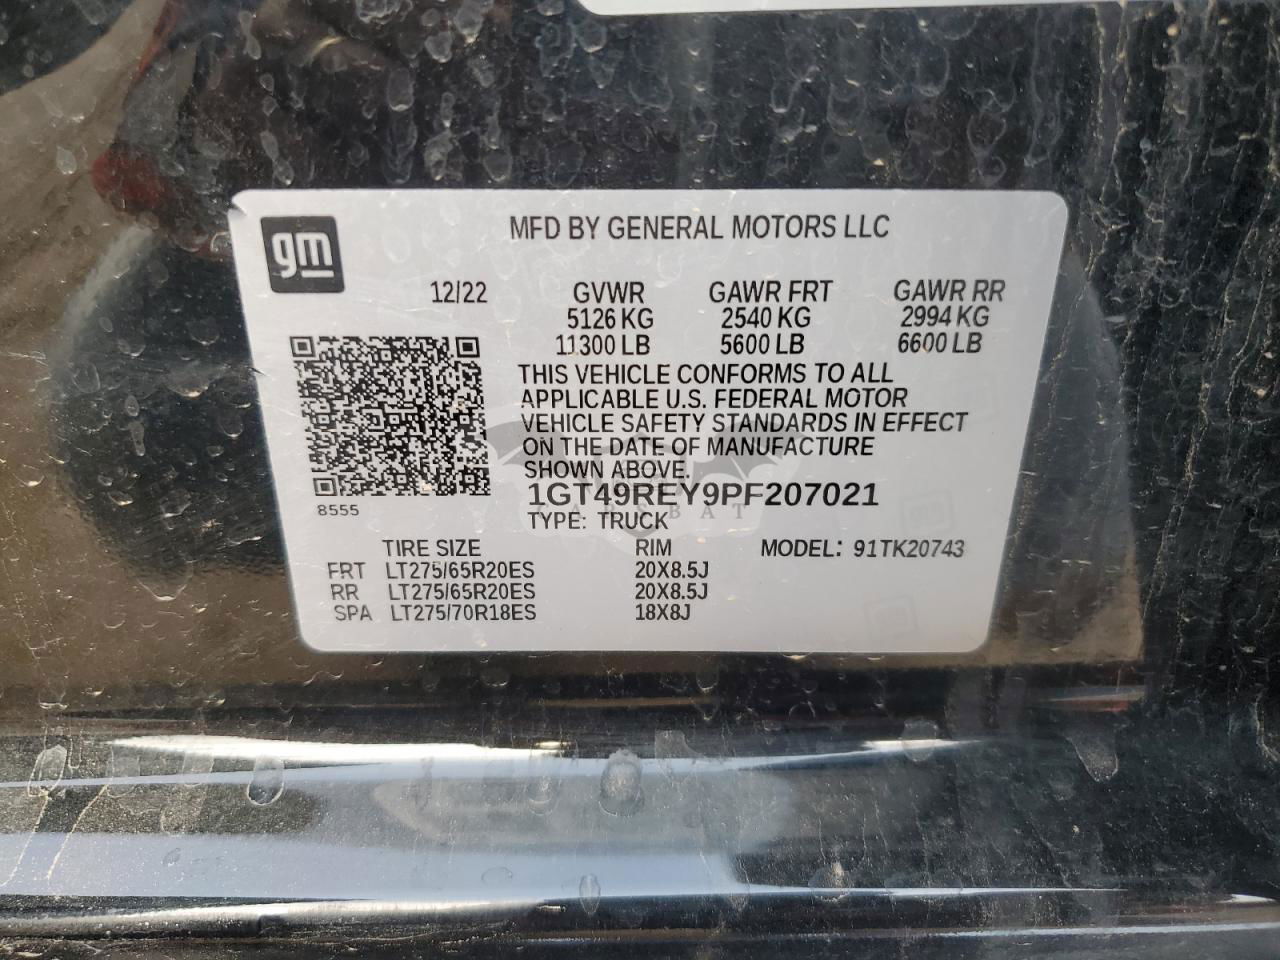 gm
MFD BY GENERAL MOTORS LLC
12/22 GVWR GAWR FRT GAWR RR
5126 KG 2540 KG 2994 KG
11300 LB 5600 LB 6600 LB
THIS VEHICLE CONFORMS TO ALL
APPLICABLE U.S. FEDERAL MOTOR
VEHICLE SAFETY STANDARDS IN EFFECT
ON THE DATE OF MANUFACTURE
SHOWN ABOVE.
1GT49REY9PF207021
CARSBAT
8555
TYPE: TRUCK
TIRE SIZE RIM MODEL: 91TK20743
FRT LT275/65R20ES 20X8.5J
RR LT275/65R20ES 20X8.5J
SPA LT275/70R18ES 18X8J